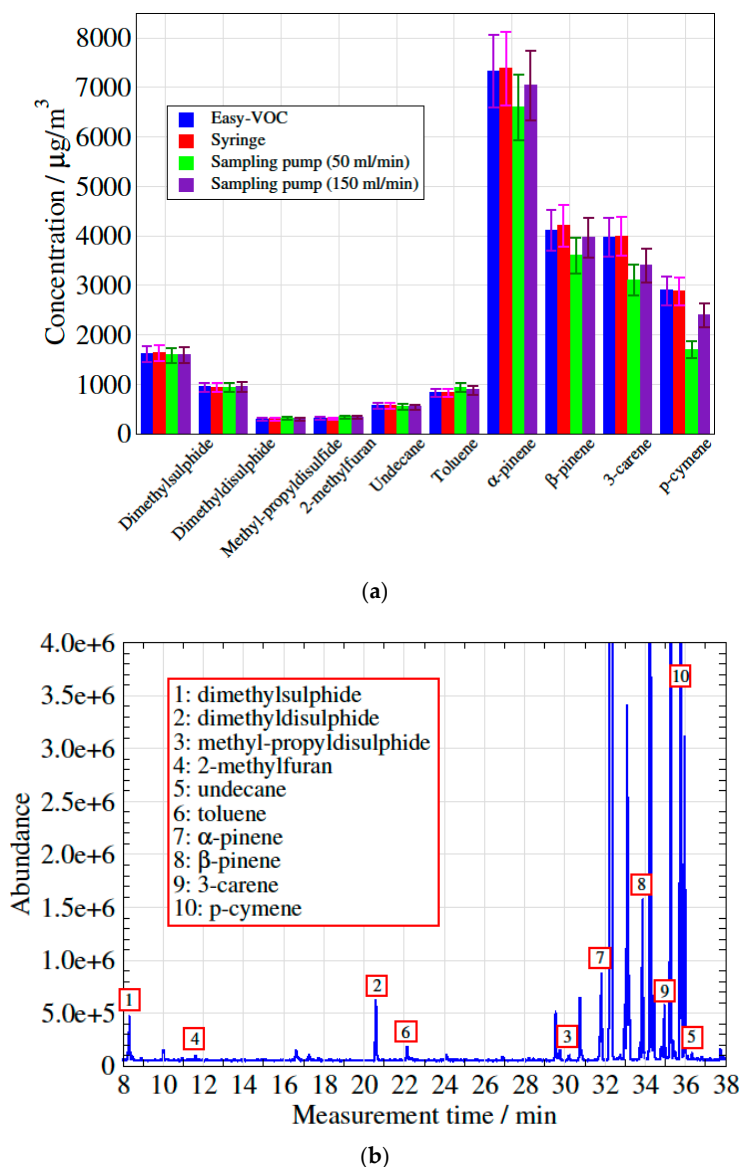 8000
7000
6000
5000
4000
3000
2000
1000
0
Concentration / μg/m³
Easy-VOC
Syringe
Sampling pump (50 ml/min)
Sampling pump (150 ml/min)
Dimethylsulphide
Dimethyldisulphide
Methyl-propyldisulfide
2-methylfuran
Undecane
Toluene
α-pinene
β-pinene
3-carene
p-cymene
(a)
4.0e+6
3.5e+6
3.0e+6
2.5e+6
2.0e+6
1.5e+6
1.0e+6
5.0e+5
0
Abundance
1: dimethylsulphide
2: dimethyldisulphide
3: methyl-propyldisulphide
4: 2-methylfuran
5: undecane
6: toluene
7: α-pinene
8: β-pinene
9: 3-carene
10: p-cymene
1
4
2
6
3
7
8
9
10
5
8 10 12 14 16 18 20 22 24 26 28 30 32 34 36 38
Measurement time / min
(b)